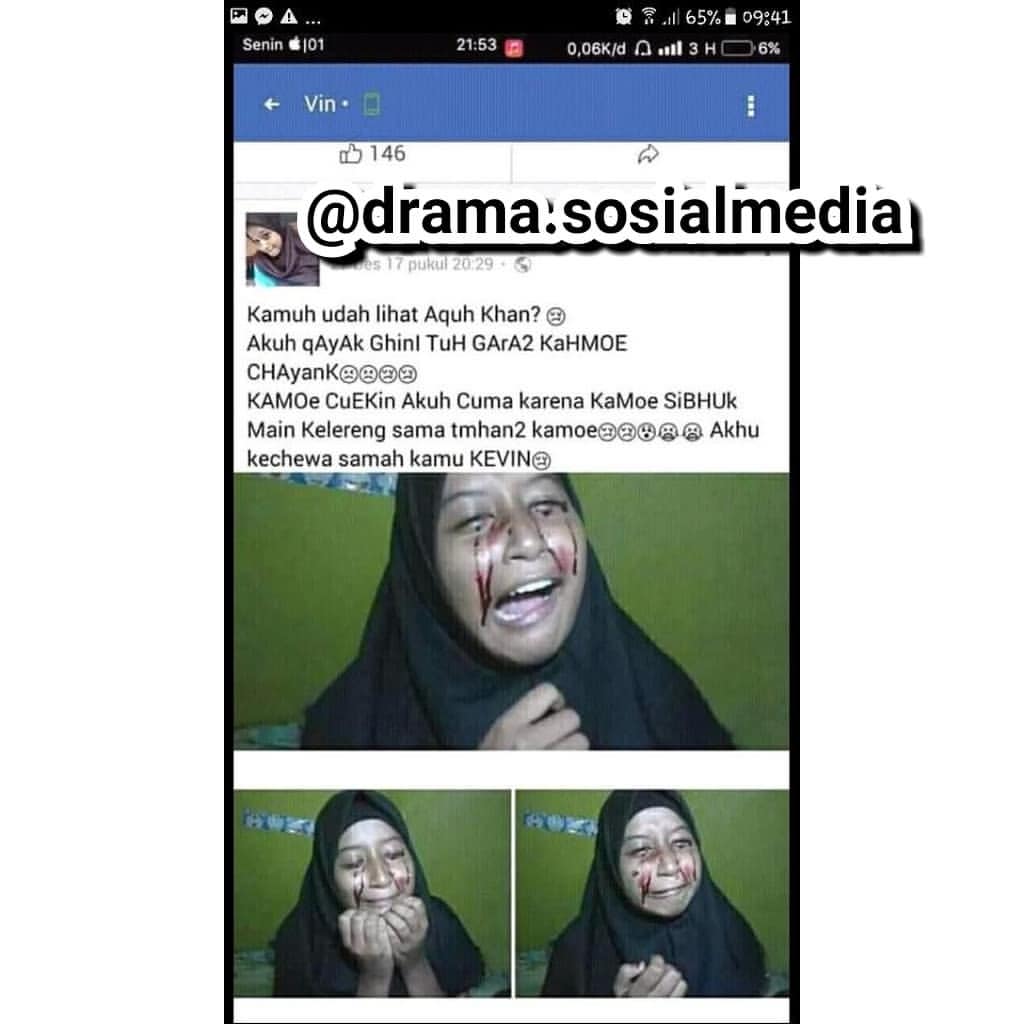 65% 09:41
Senin |01 21:53 0,06K/d 3 H 6%
Vin •
146
@drama.sosialmedia
17 pukul 20:29 ·
Kamuh udah lihat Aquh Khan? 😢
Akuh qAyAk GhinI TuH GArA2 KaHMOE
CHAyanK☹☹😢😢
KAMOe CuEKin Akuh Cuma karena KaMoe SiBHUk
Main Kelereng sama tmhan2 kamoe😢😢😵😭😭 Akhu
kechewa samah kamu KEVIN😢